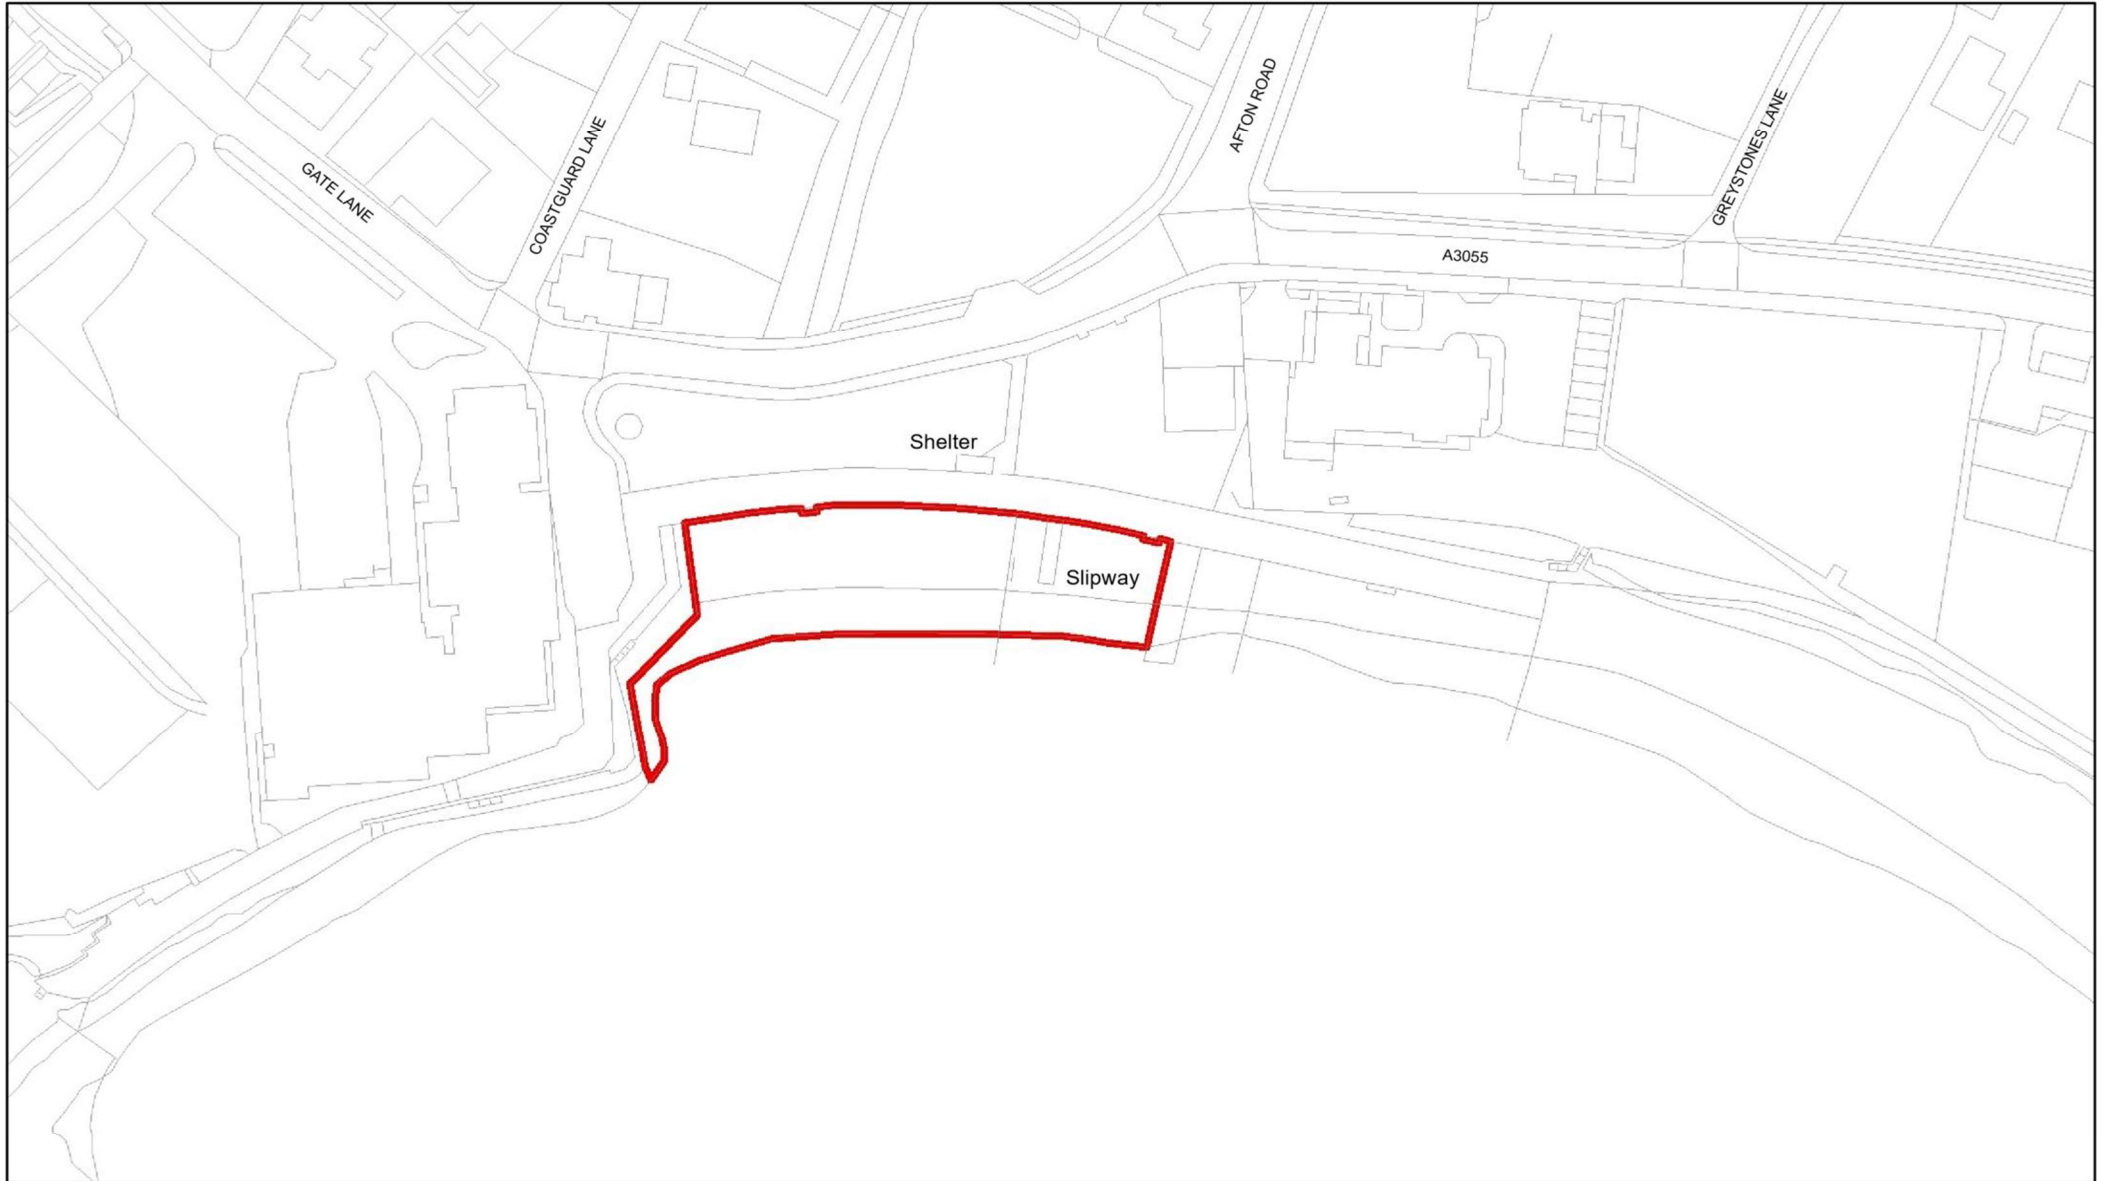 AFTON ROAD
GREYSTONES LANE
COASTGUARD LANE
GATE LANE
A3055
Shelter
Slipway